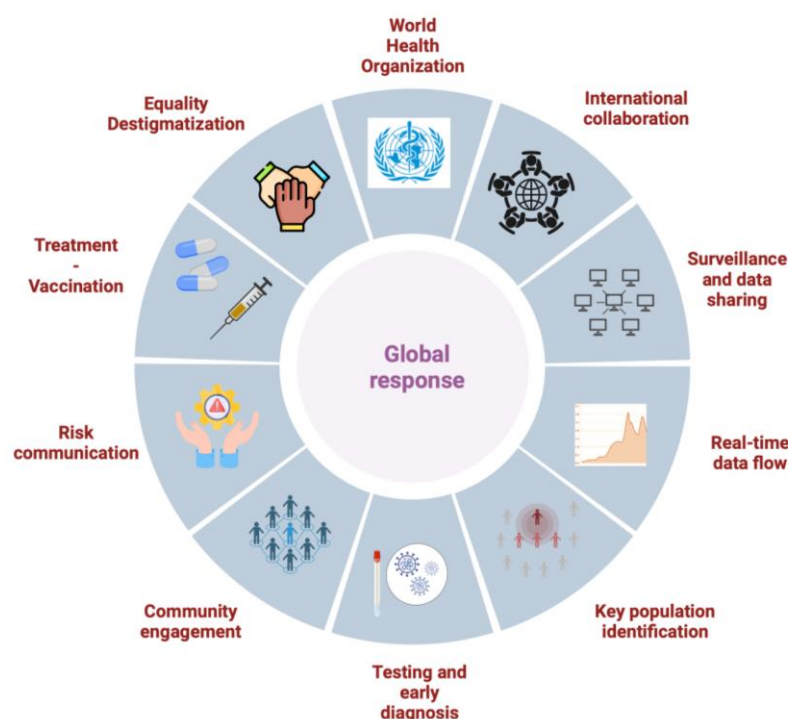 World
Health
Organization
International
collaboration
Surveillance
and data
sharing
Real-time
data flow
Key population
identification
Testing and
early
diagnosis
Community
engagement
Risk
communication
Treatment
-
Vaccination
Equality
Destigmatization
Global
response